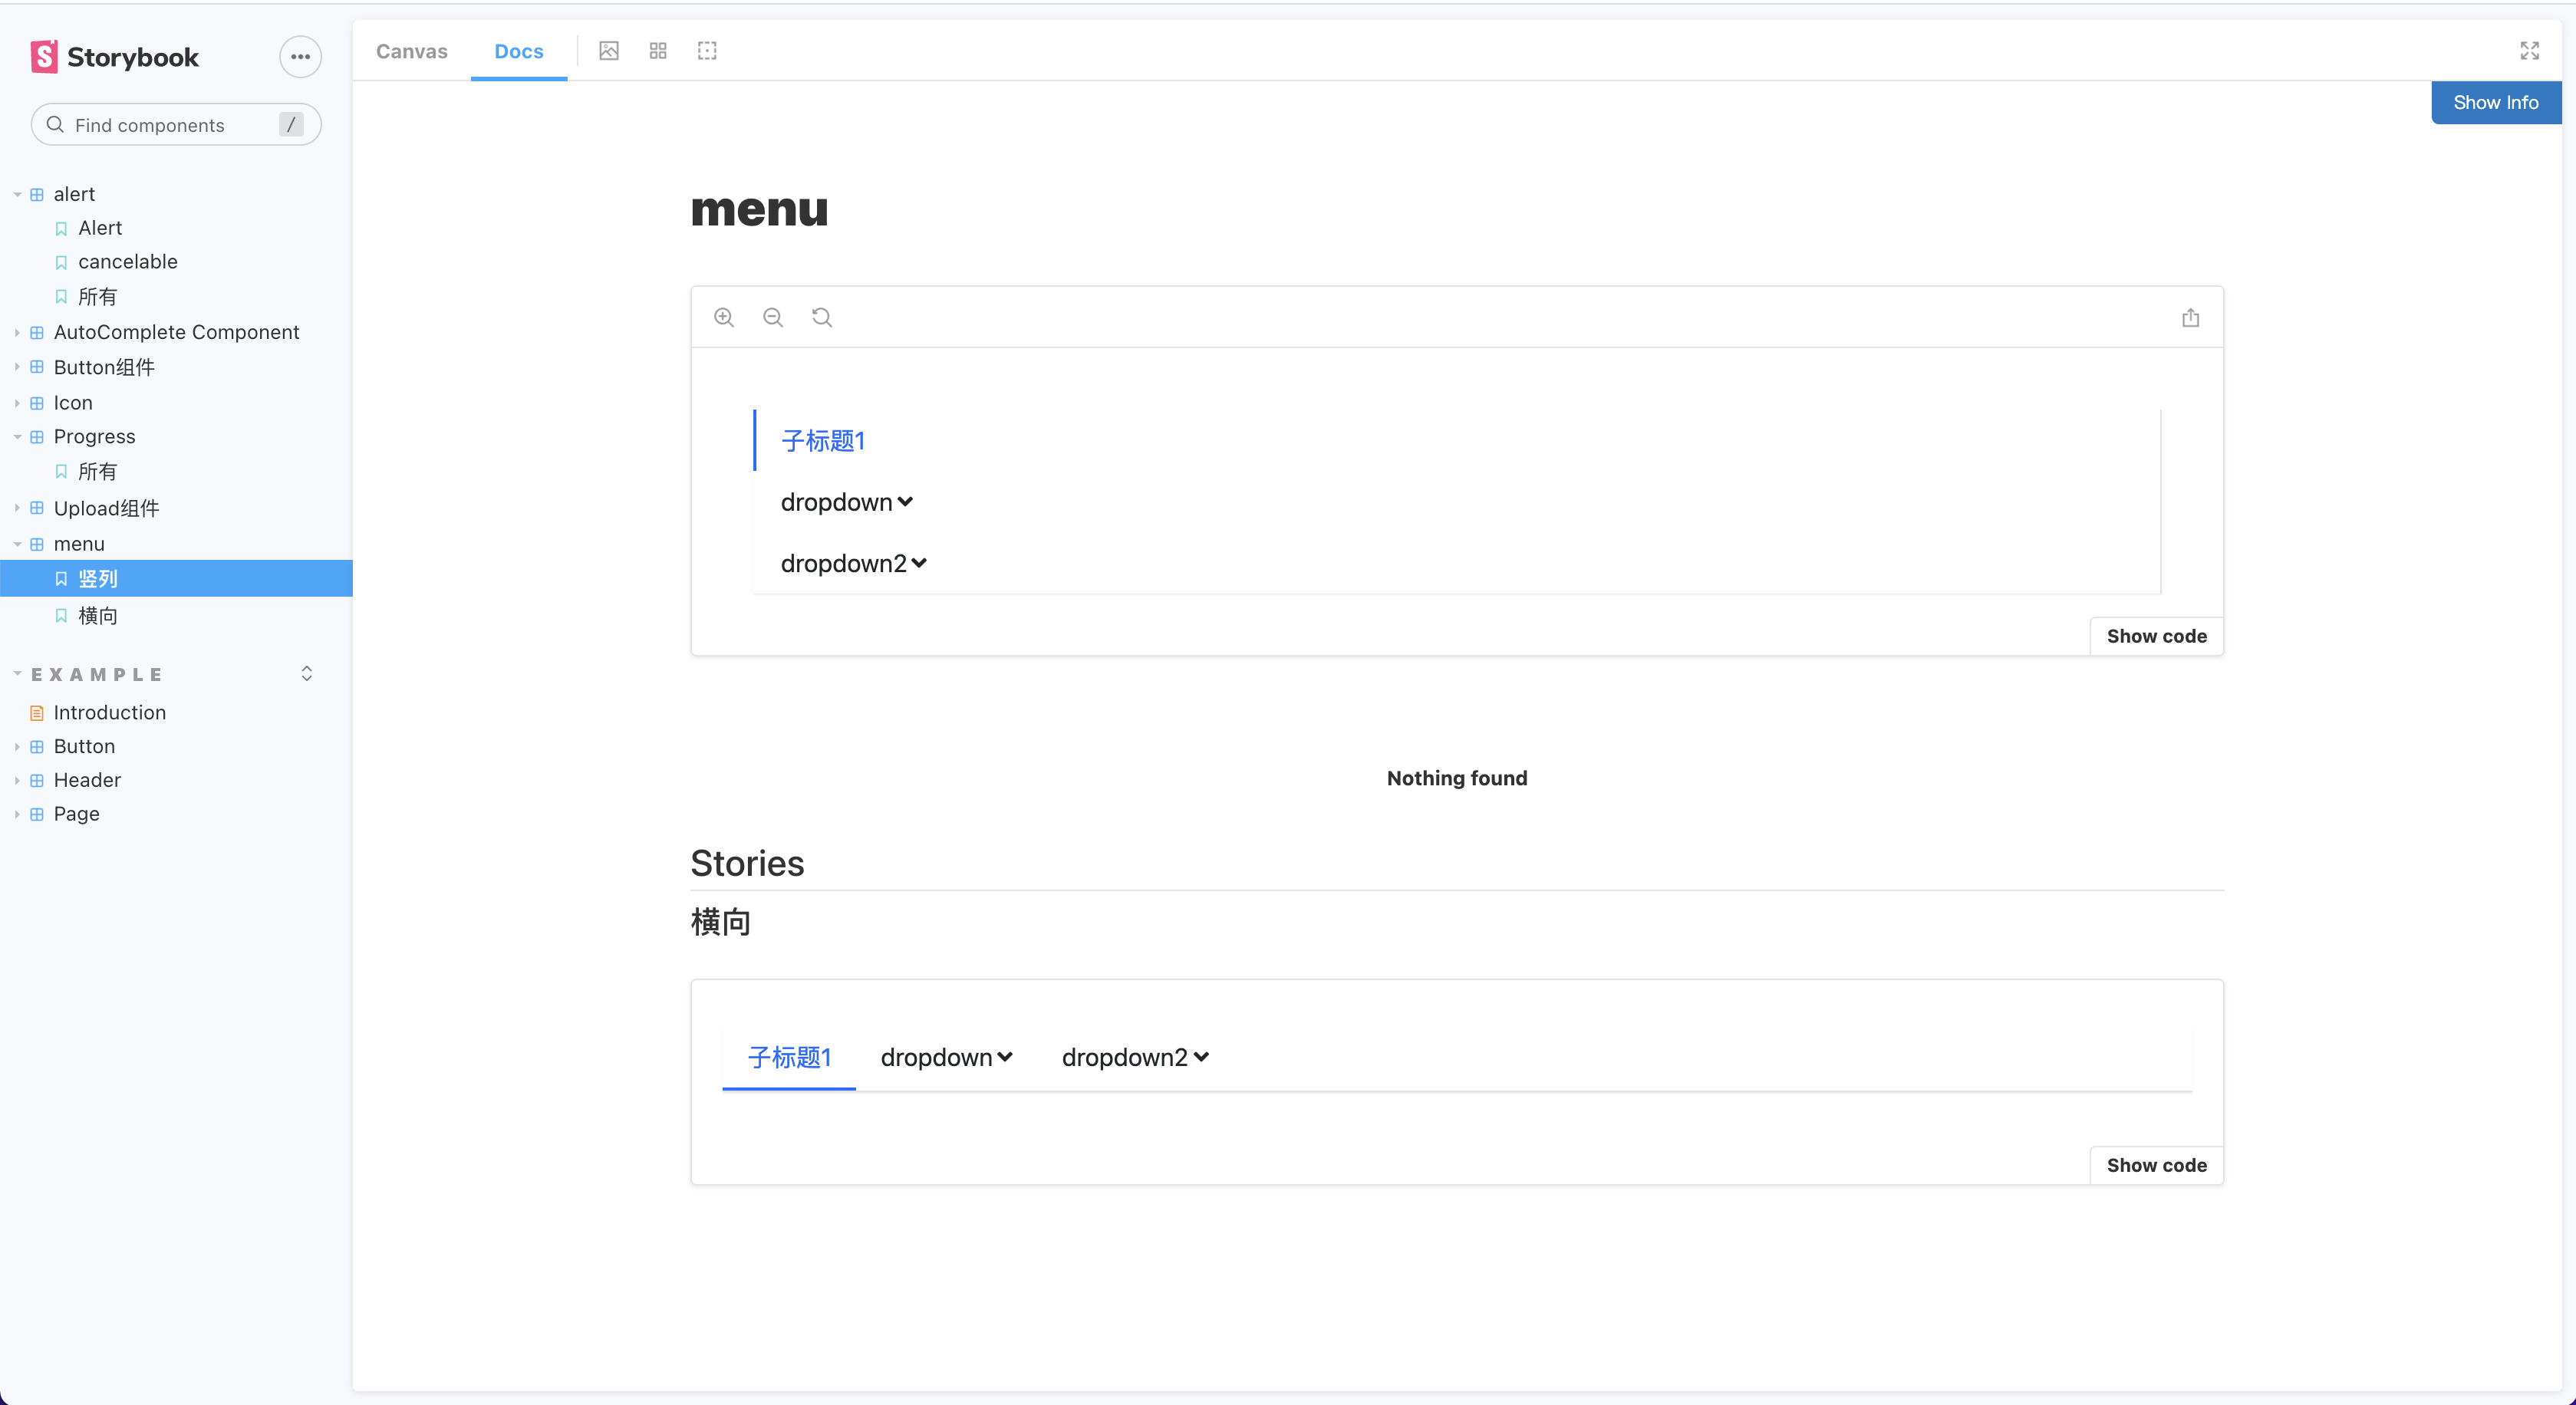 Storybook
Find components /
alert
Alert
cancelable
所有
AutoComplete Component
Button组件
Icon
Progress
所有
Upload组件
menu
竖列
横向
EXAMPLE
Introduction
Button
Header
Page
Canvas Docs
Show Info
menu
子标题1
dropdown
dropdown2
Show code
Nothing found
Stories
横向
子标题1 dropdown dropdown2
Show code